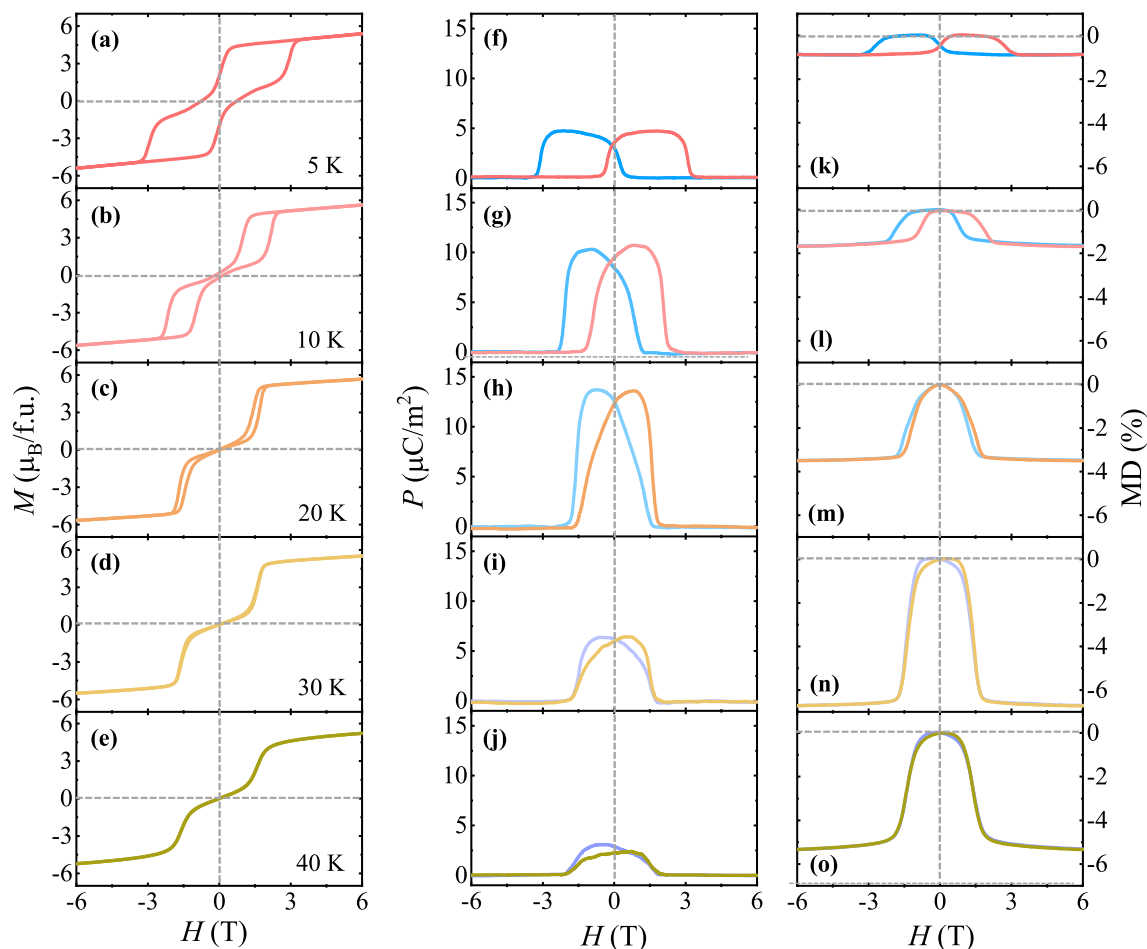 (a)
6
3
0
-3
-6
5 K
(b)
6
3
0
-3
-6
10 K
(c)
6
3
0
-3
-6
20 K
(d)
6
3
0
-3
-6
30 K
(e)
6
3
0
-3
-6
40 K
M (μB/f.u.)
-6 -3 0 3 6
H (T)
(f)
15
10
5
0
(g)
15
10
5
0
(h)
15
10
5
0
(i)
15
10
5
0
(j)
15
10
5
0
P (μC/m²)
-6 -3 0 3 6
H (T)
(k)
0
-2
-4
-6
(l)
0
-2
-4
-6
(m)
0
-2
-4
-6
(n)
0
-2
-4
-6
(o)
0
-2
-4
-6
MD (%)
-6 -3 0 3 6
H (T)